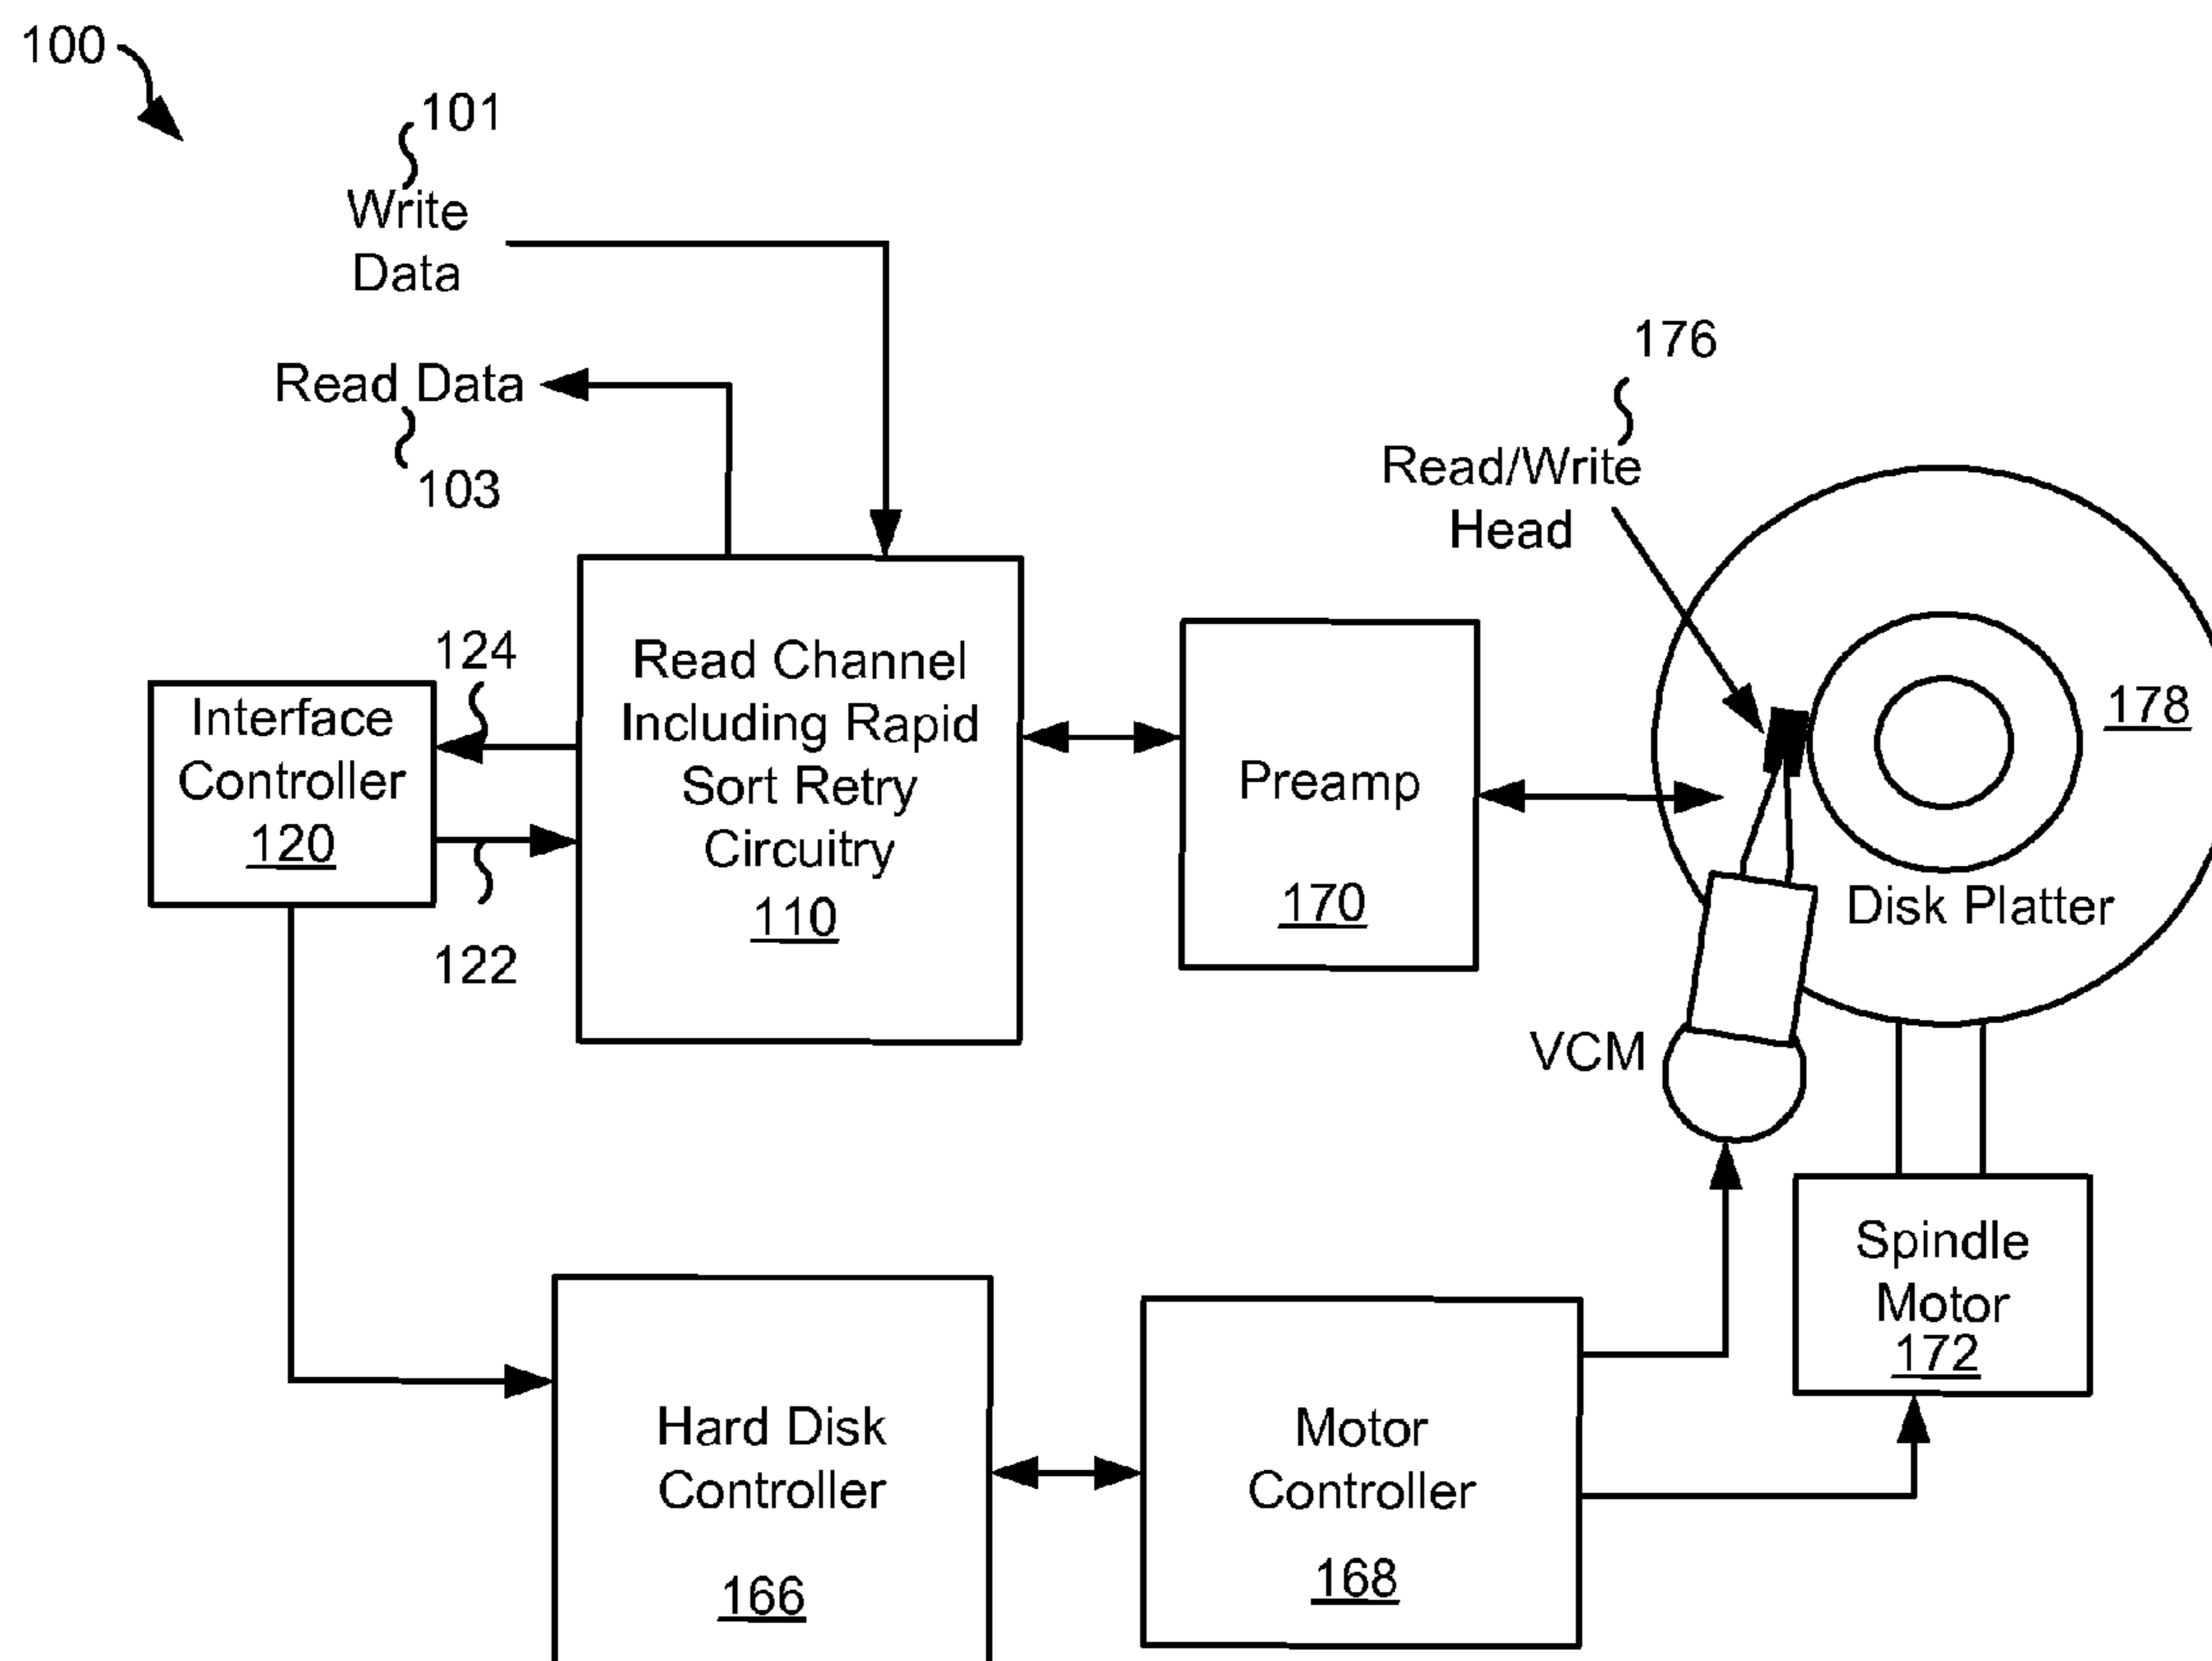 100
101
Write
Data
Read Data
103
176
Read/Write
Head
124
Interface
Controller
120
122
Read Channel
Including Rapid
Sort Retry
Circuitry
110
Preamp
170
178
Disk Platter
VCM
Spindle
Motor
172
Hard Disk
Controller
166
Motor
Controller
168